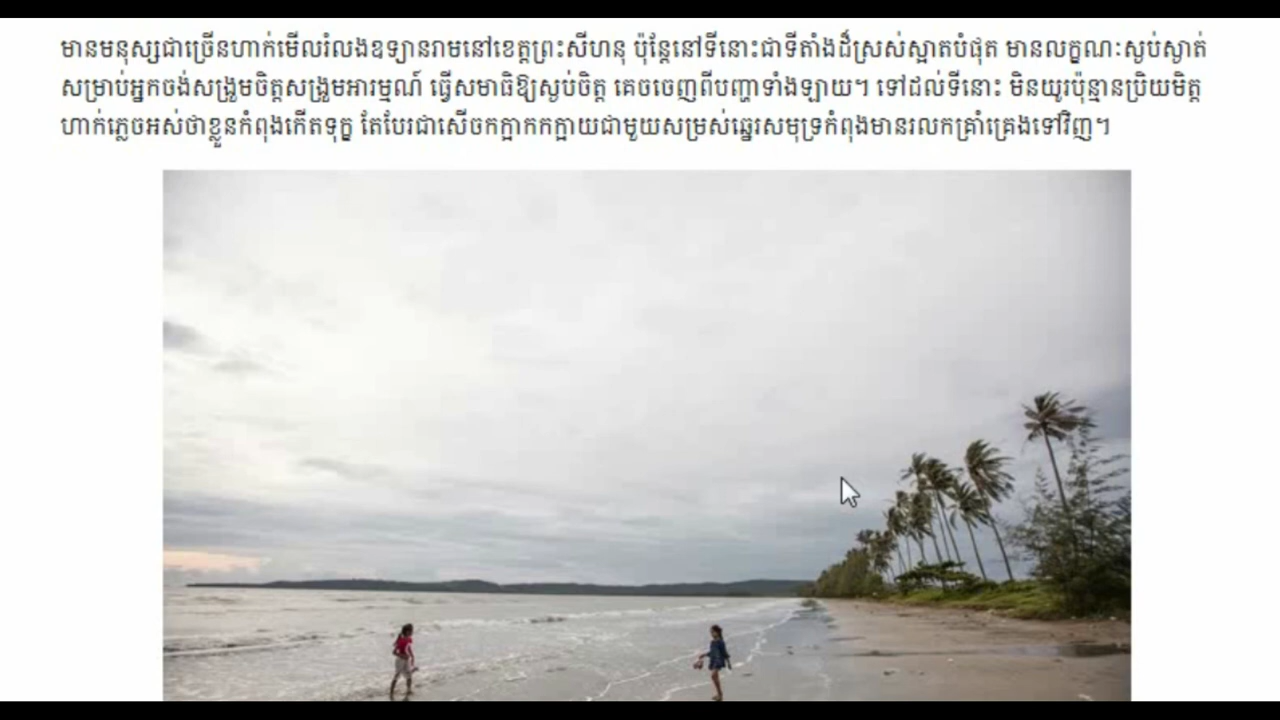 មានមនុស្សជាច្រើនហាក់មើលរំលងឧទ្យានរាមនៅខេត្តព្រះសីហនុ ប៉ុន្តែនៅទីនោះជាទីតាំងដ៏ស្រស់ស្អាតបំផុត មានលក្ខណៈស្ងប់ស្ងាត់
សម្រាប់អ្នកចង់សង្រួមចិត្តសង្រួមអារម្មណ៍ ធ្វើសមាធិឱ្យស្ងប់ចិត្ត គេចចេញពីបញ្ហាទាំងឡាយ។ ទៅដល់ទីនោះ មិនយូរប៉ុន្មានប្រិយមិត្ត
ហាក់ភ្លេចអស់ថាខ្លួនកំពុងកើតទុក្ខ តែបែរជាសើចកក្អាកកក្អាយជាមួយសម្រស់ឆ្នេរសមុទ្រកំពុងមានរលកគ្រាំគ្រេងទៅវិញ។